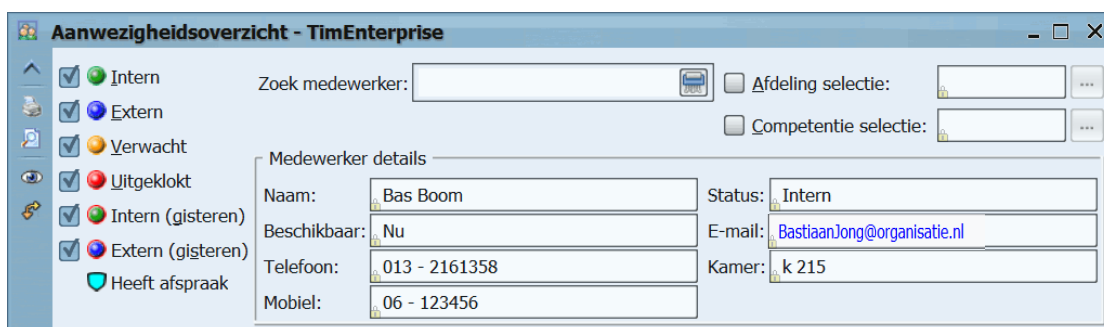 Aanwezigheidsoverzicht - TimEnterprise
Intern
Extern
Verwacht
Uitgeklokt
Intern (gisteren)
Extern (gisteren)
Heeft afspraak
Zoek medewerker:
Afdeling selectie: ...
Competentie selectie: ...
Medewerker details
Naam: Bas Boom
Beschikbaar: Nu
Telefoon: 013 - 2161358
Mobiel: 06 - 123456
Status: Intern
E-mail: BastiaanJong@organisatie.nl
Kamer: k 215